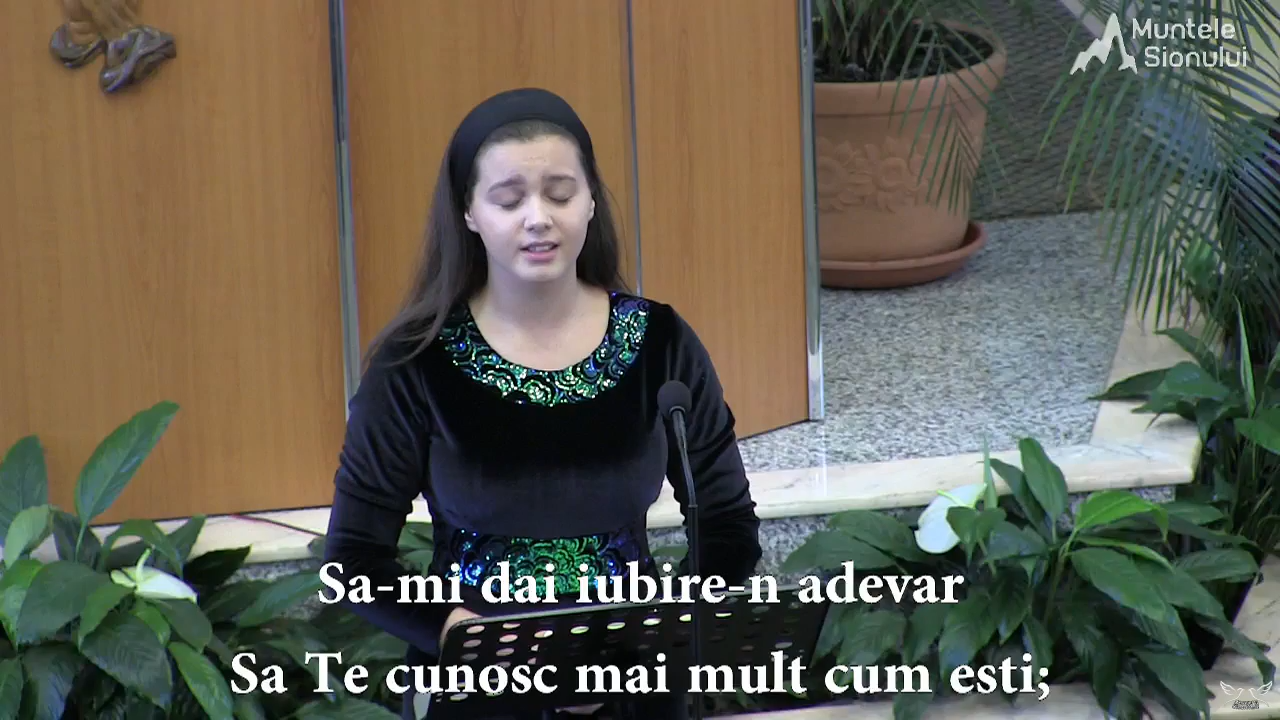 Muntele
Sionului
Sa-mi dai iubire-n adevar
Sa Te cunosc mai mult cum esti;